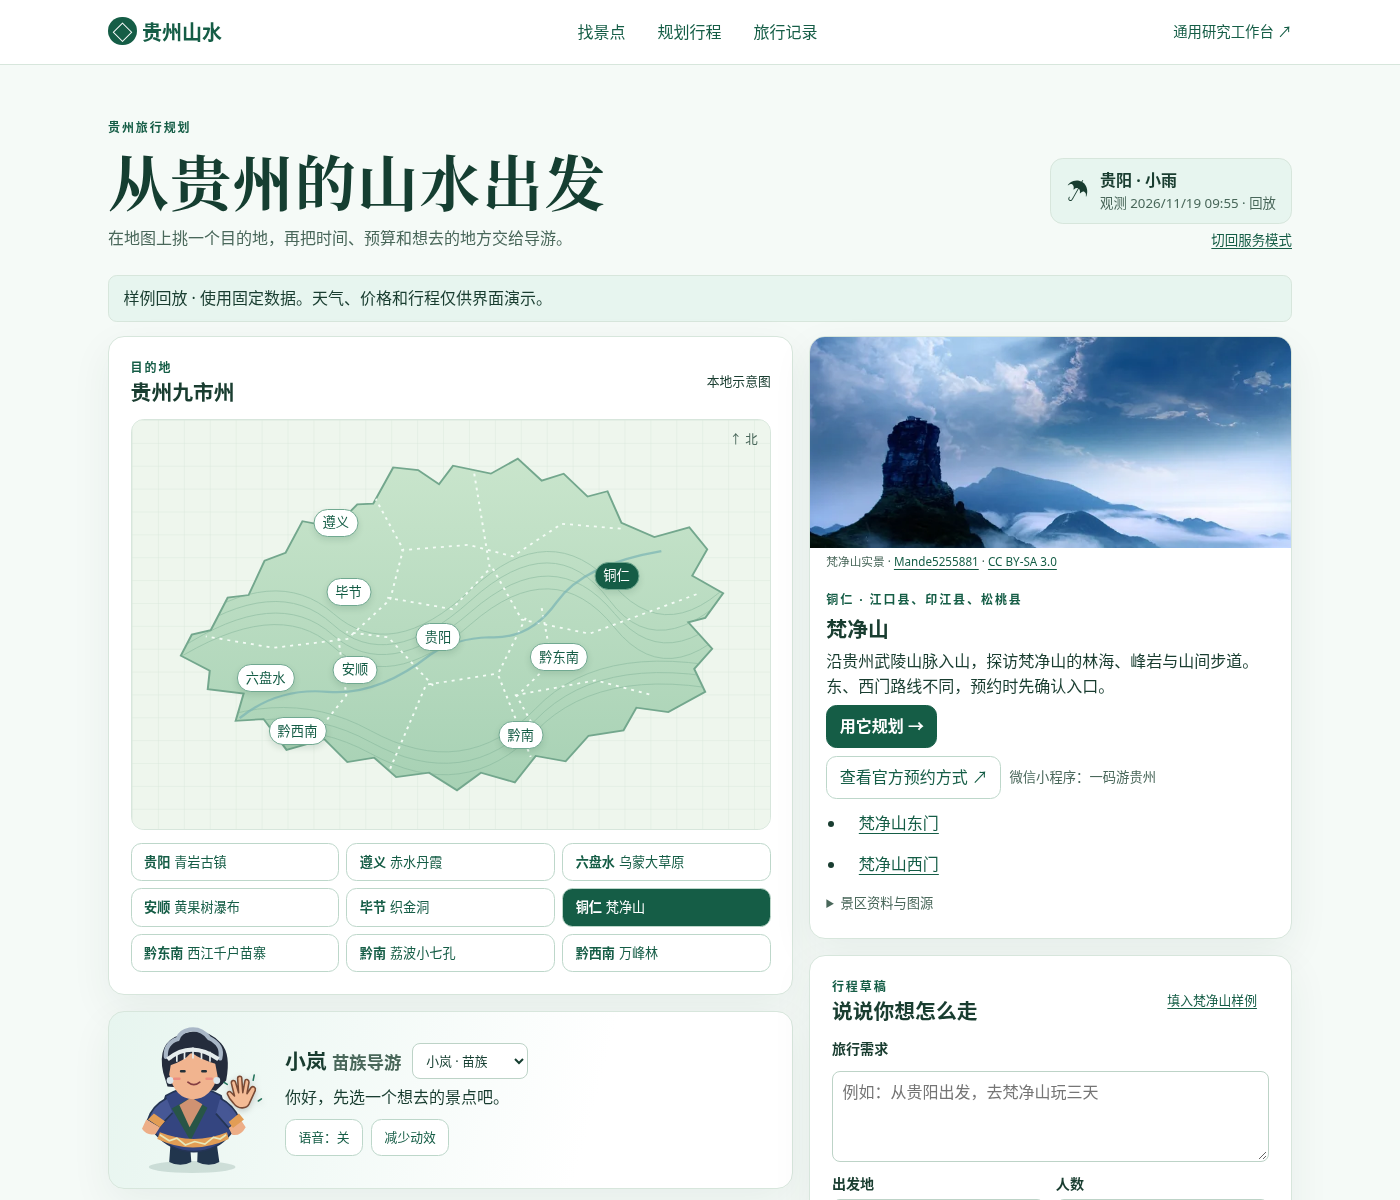 贵州山水
找景点 规划行程 旅行记录
通用研究工作台 ↗
贵州旅行规划
从贵州的山水出发
在地图上挑一个目的地，再把时间、预算和想去的地方交给导游。
贵阳 · 小雨
观测 2026/11/19 09:55 · 回放
切回服务模式
样例回放 · 使用固定数据。天气、价格和行程仅供界面演示。
目的地
贵州九市州
本地示意图
↑ 北
遵义
铜仁
毕节
贵阳
黔东南
安顺
六盘水
黔西南
黔南
贵阳 青岩古镇
遵义 赤水丹霞
六盘水 乌蒙大草原
安顺 黄果树瀑布
毕节 织金洞
铜仁 梵净山
黔东南 西江千户苗寨
黔南 荔波小七孔
黔西南 万峰林
小岚 苗族导游
小岚 · 苗族
你好，先选一个想去的景点吧。
语音：关
减少动效
梵净山实景 · Mande5255881 · CC BY-SA 3.0
铜仁 · 江口县、印江县、松桃县
梵净山
沿贵州武陵山脉入山，探访梵净山的林海、峰岩与山间步道。
东、西门路线不同，预约时先确认入口。
用它规划 →
查看官方预约方式 ↗
微信小程序：一码游贵州
梵净山东门
梵净山西门
景区资料与图源
行程草稿
说说你想怎么走
填入梵净山样例
旅行需求
例如：从贵阳出发，去梵净山玩三天
出发地
人数